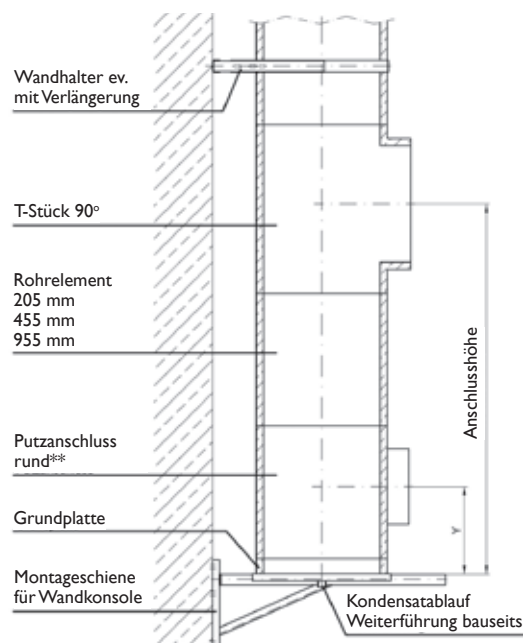 Wandhalter ev.
mit Verlängerung
T-Stück 90°
Rohrelement
205 mm
455 mm
955 mm
Anschlusshöhe
Putzanschluss
rund**
Y
Grundplatte
Montageschiene
für Wandkonsole
Kondensatablauf
Weiterführung bauseits